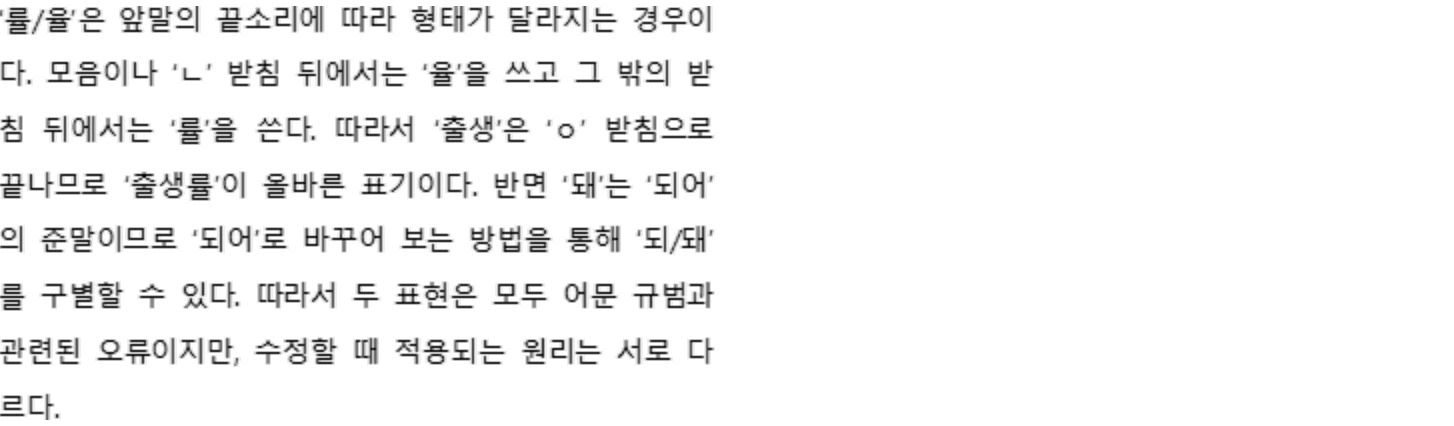 ‘률/율’은 앞말의 끝소리에 따라 형태가 달라지는 경우이
다. 모음이나 ‘ㄴ’ 받침 뒤에서는 ‘율’을 쓰고 그 밖의 받
침 뒤에서는 ‘률’을 쓴다. 따라서 ‘출생’은 ‘ㅇ’ 받침으로
끝나므로 ‘출생률’이 올바른 표기이다. 반면 ‘돼’는 ‘되어’
의 준말이므로 ‘되어’로 바꾸어 보는 방법을 통해 ‘되/돼’
를 구별할 수 있다. 따라서 두 표현은 모두 어문 규범과
관련된 오류이지만, 수정할 때 적용되는 원리는 서로 다
르다.